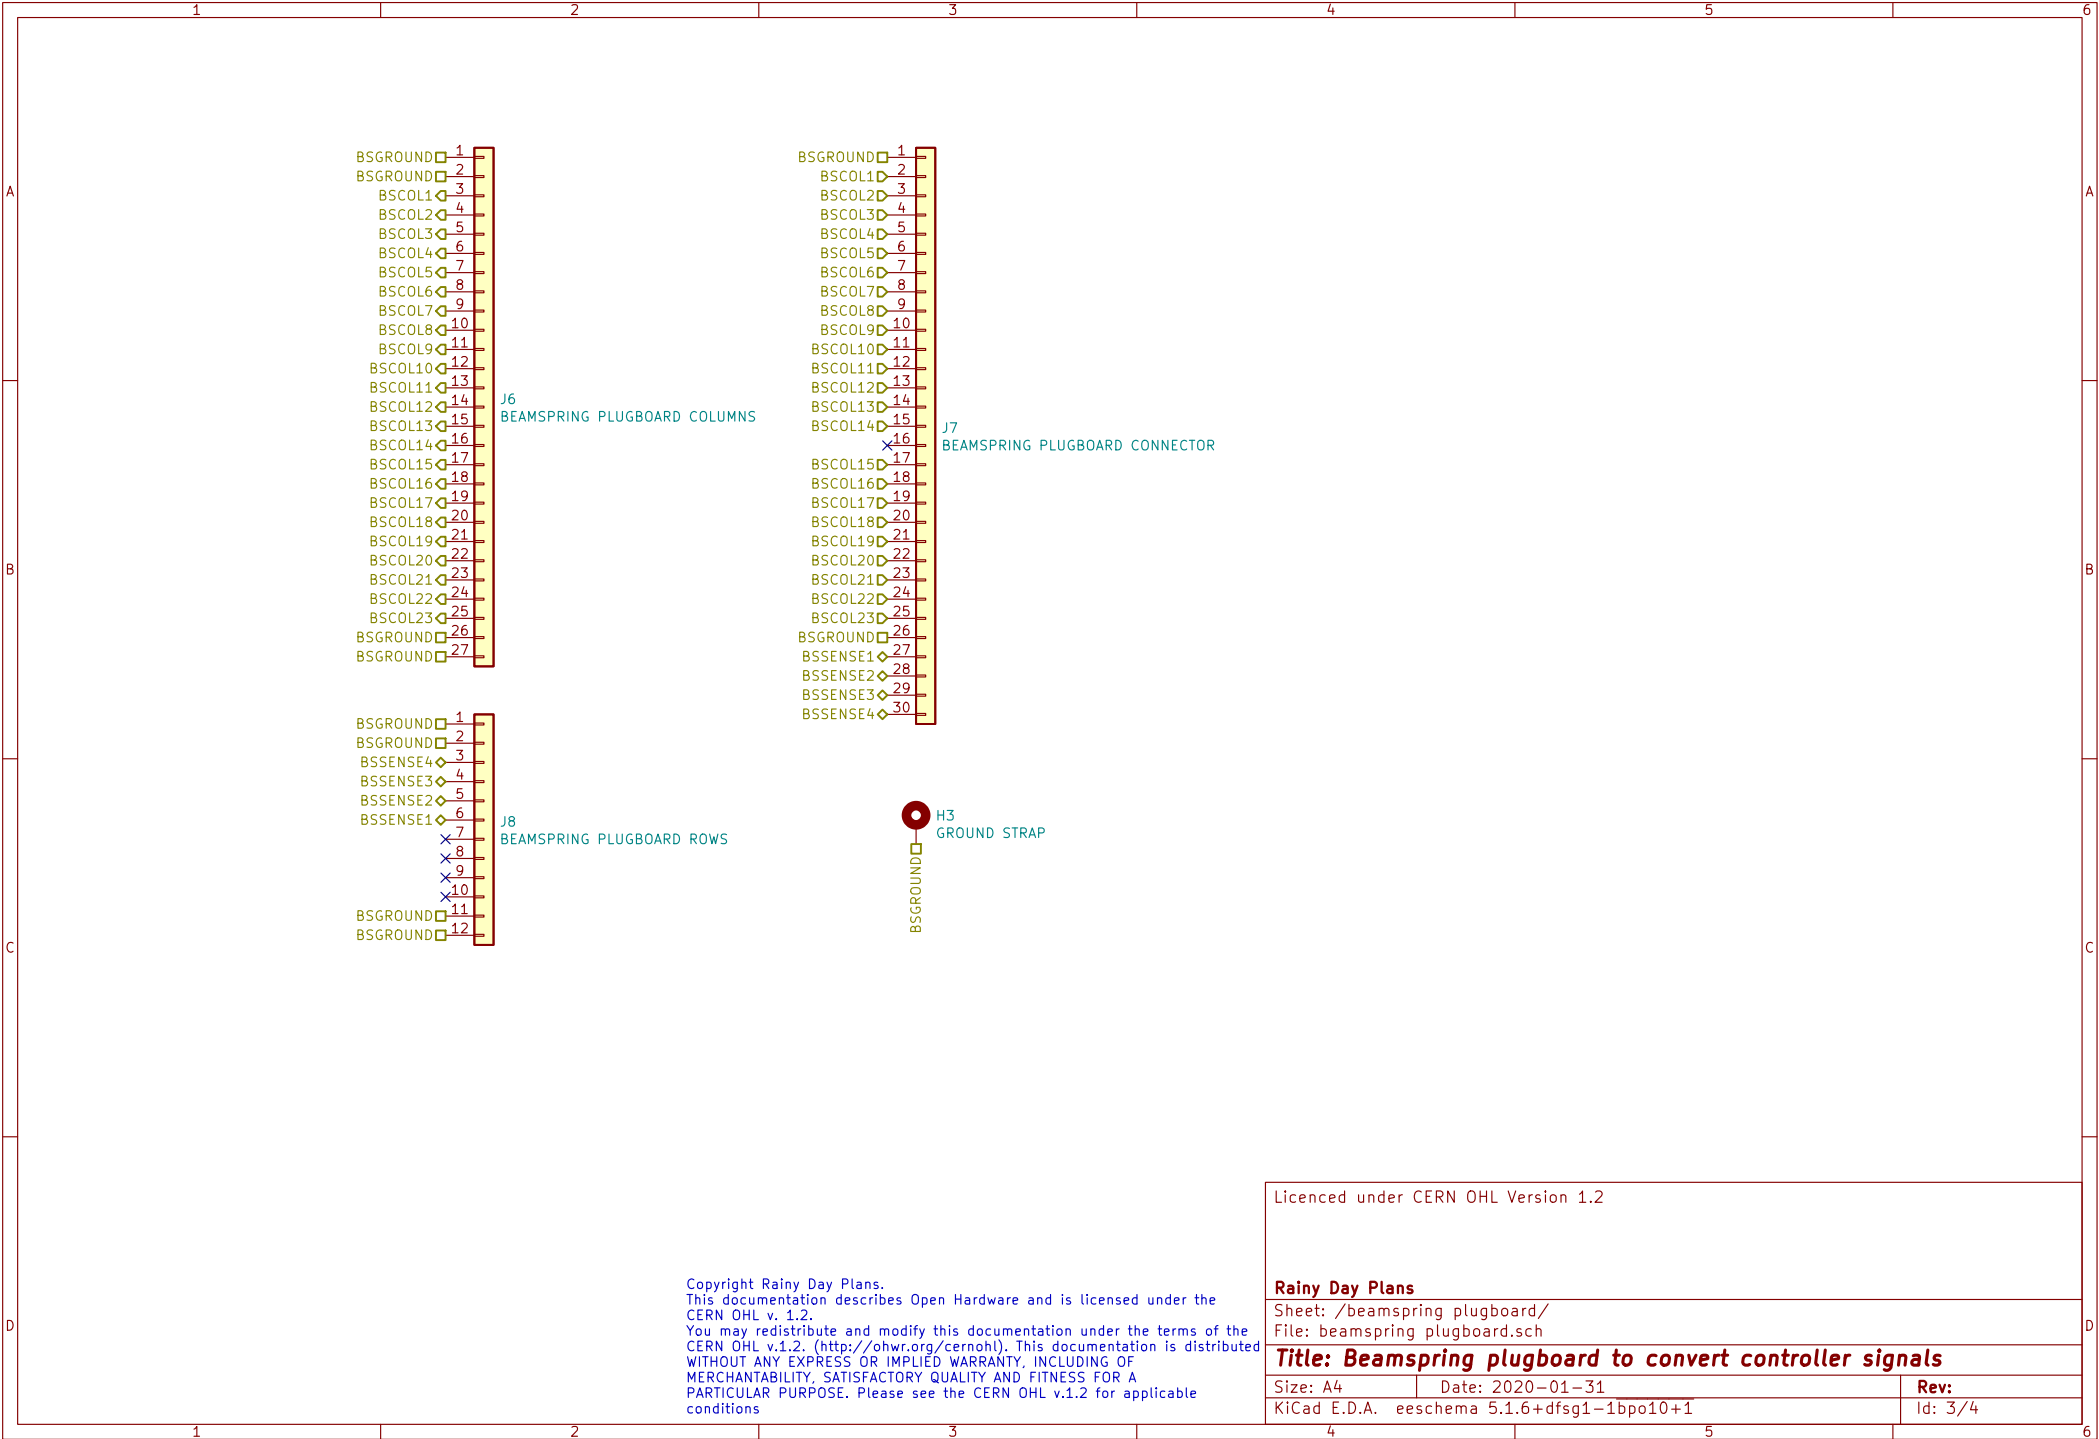 1 2 3 4 5 6
A A
B B
C C
D D
BSGROUND 1
BSGROUND 2
BSCOL1 3
BSCOL2 4
BSCOL3 5
BSCOL4 6
BSCOL5 7
BSCOL6 8
BSCOL7 9
BSCOL8 10
BSCOL9 11
BSCOL10 12
BSCOL11 13
BSCOL12 14
BSCOL13 15
BSCOL14 16
BSCOL15 17
BSCOL16 18
BSCOL17 19
BSCOL18 20
BSCOL19 21
BSCOL20 22
BSCOL21 23
BSCOL22 24
BSCOL23 25
BSGROUND 26
BSGROUND 27
J6
BEAMSPRING PLUGBOARD COLUMNS
BSGROUND 1
BSCOL1 2
BSCOL2 3
BSCOL3 4
BSCOL4 5
BSCOL5 6
BSCOL6 7
BSCOL7 8
BSCOL8 9
BSCOL9 10
BSCOL10 11
BSCOL11 12
BSCOL12 13
BSCOL13 14
BSCOL14 15
16
BSCOL15 17
BSCOL16 18
BSCOL17 19
BSCOL18 20
BSCOL19 21
BSCOL20 22
BSCOL21 23
BSCOL22 24
BSCOL23 25
BSGROUND 26
BSSENSE1 27
BSSENSE2 28
BSSENSE3 29
BSSENSE4 30
J7
BEAMSPRING PLUGBOARD CONNECTOR
BSGROUND 1
BSGROUND 2
BSSENSE4 3
BSSENSE3 4
BSSENSE2 5
BSSENSE1 6
7
8
9
10
BSGROUND 11
BSGROUND 12
J8
BEAMSPRING PLUGBOARD ROWS
H3
GROUND STRAP
BSGROUND
Copyright Rainy Day Plans.
This documentation describes Open Hardware and is licensed under the
CERN OHL v. 1.2.
You may redistribute and modify this documentation under the terms of the
CERN OHL v.1.2. (http://ohwr.org/cernohl). This documentation is distributed
WITHOUT ANY EXPRESS OR IMPLIED WARRANTY, INCLUDING OF
MERCHANTABILITY, SATISFACTORY QUALITY AND FITNESS FOR A
PARTICULAR PURPOSE. Please see the CERN OHL v.1.2 for applicable
conditions
Licenced under CERN OHL Version 1.2
Rainy Day Plans
Sheet: /beamspring plugboard/
File: beamspring plugboard.sch
Title: Beamspring plugboard to convert controller signals
Size: A4 Date: 2020-01-31 Rev:
KiCad E.D.A. eeschema 5.1.6+dfsg1-1bpo10+1 Id: 3/4
1 2 3 4 5 6